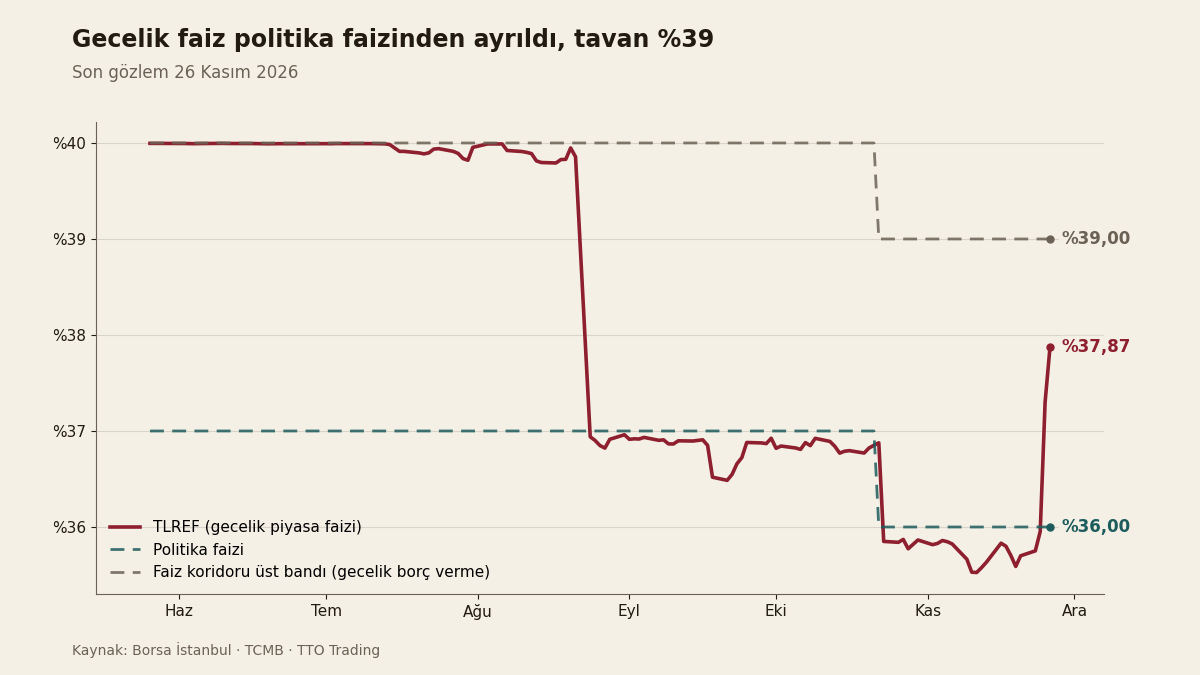 Gecelik faiz politika faizinden ayrıldı, tavan %39
Son gözlem 26 Kasım 2026
%40
%39
%38
%37
%36
%39,00
%37,87
%36,00
TLREF (gecelik piyasa faizi)
Politika faizi
Faiz koridoru üst bandı (gecelik borç verme)
Haz Tem Ağu Eyl Eki Kas Ara
Kaynak: Borsa İstanbul · TCMB · TTO Trading